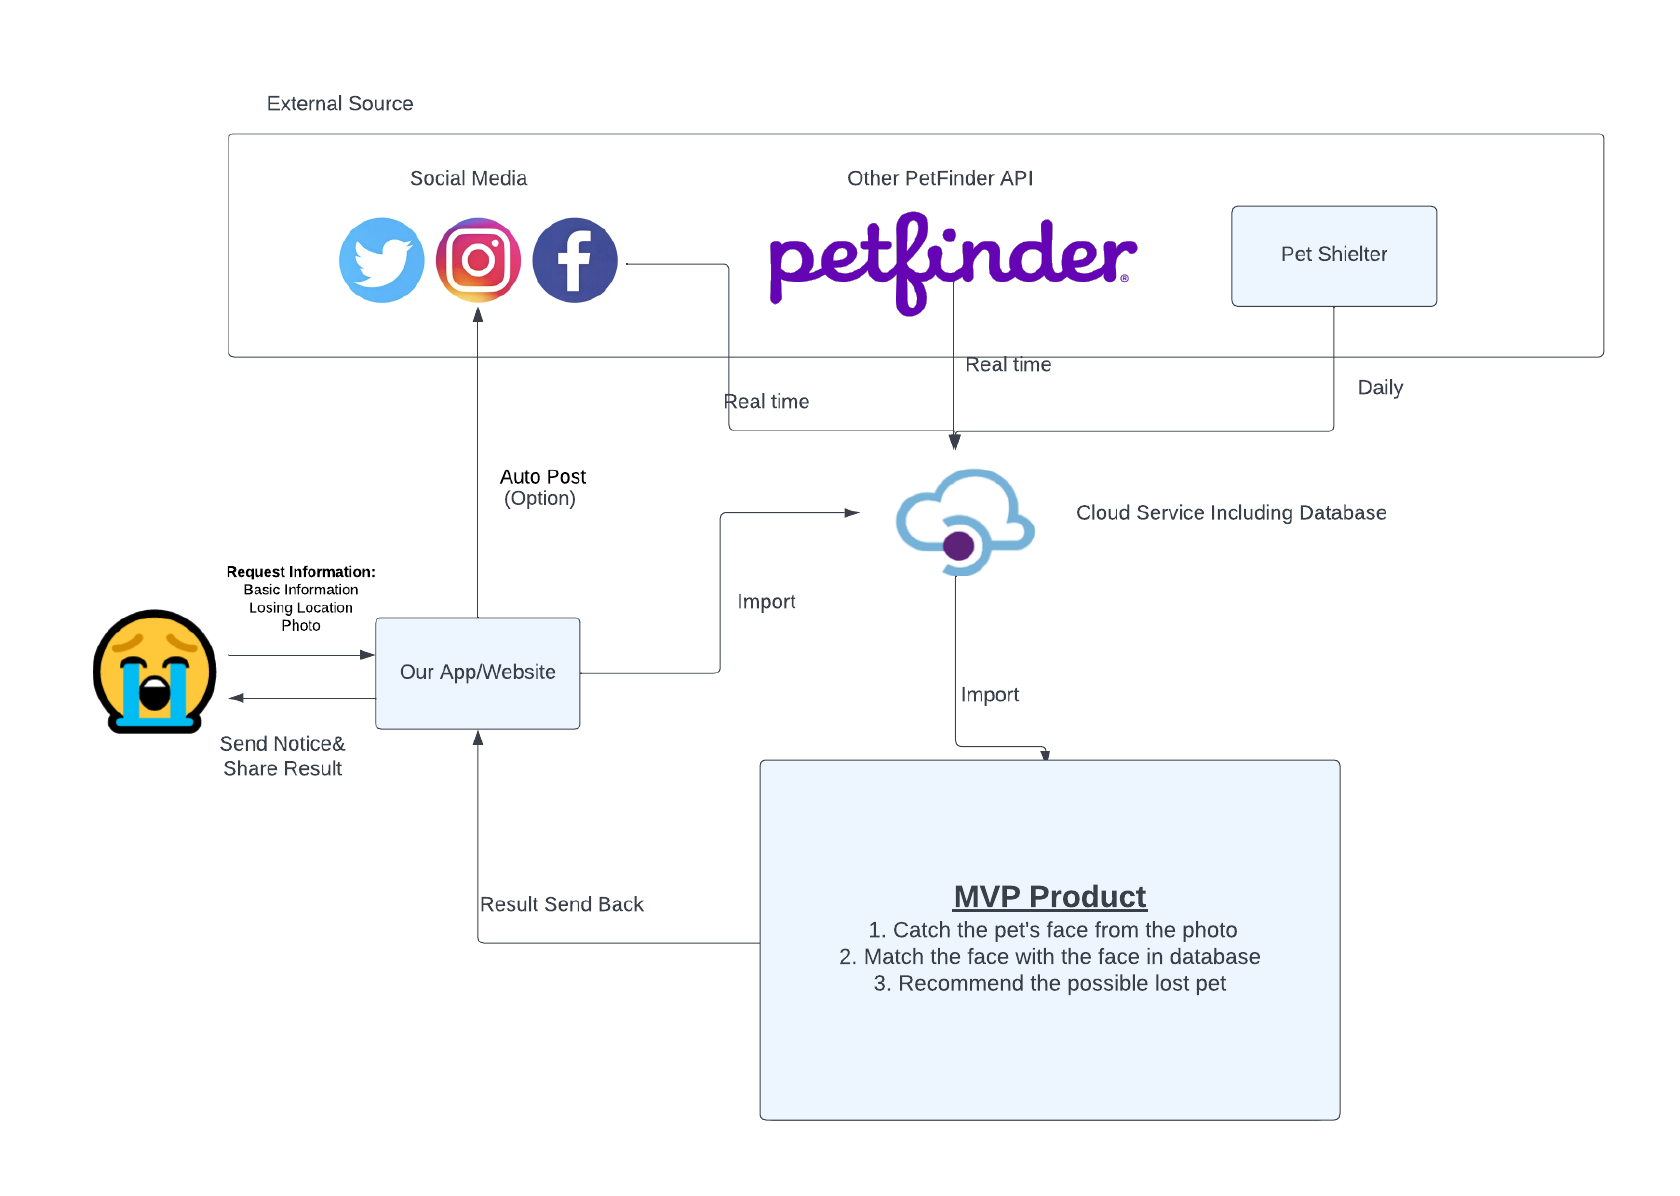 External Source
Social Media
Other PetFinder API
petfinder®
Pet Shielter
Real time
Daily
Real time
Auto Post
(Option)
Cloud Service Including Database
Request Information:
Basic Information
Losing Location
Photo
Import
Our App/Website
Import
Send Notice&
Share Result
MVP Product
Result Send Back
1. Catch the pet's face from the photo
2. Match the face with the face in database
3. Recommend the possible lost pet